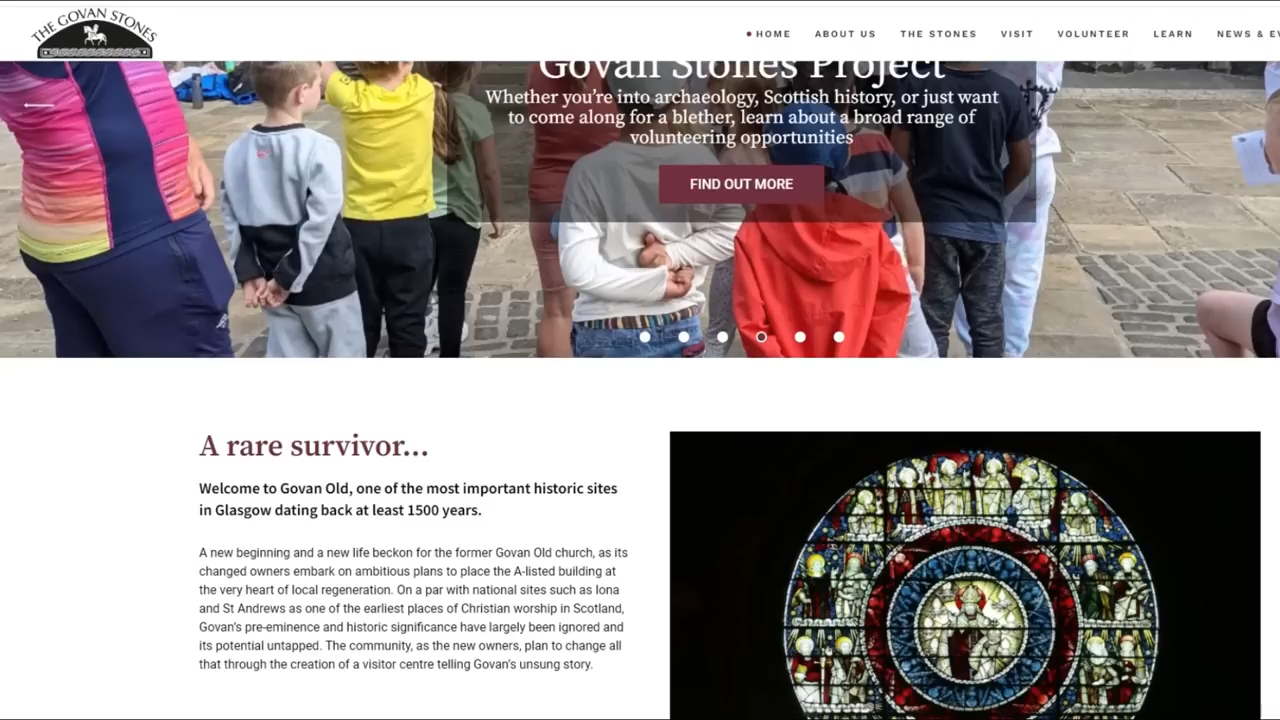 THE GOVAN STONES
HOME ABOUT US THE STONES VISIT VOLUNTEER LEARN NEWS &
Govan Stones Project
Whether you’re into archaeology, Scottish history, or just want
to come along for a blether, learn about a broad range of
volunteering opportunities
FIND OUT MORE
A rare survivor...
Welcome to Govan Old, one of the most important historic sites
in Glasgow dating back at least 1500 years.
A new beginning and a new life beckon for the former Govan Old church, as its
changed owners embark on ambitious plans to place the A-listed building at
the very heart of local regeneration. On a par with national sites such as Iona
and St Andrews as one of the earliest places of Christian worship in Scotland,
Govan’s pre-eminence and historic significance have largely been ignored and
its potential untapped. The community, as the new owners, plan to change all
that through the creation of a visitor centre telling Govan’s unsung story.